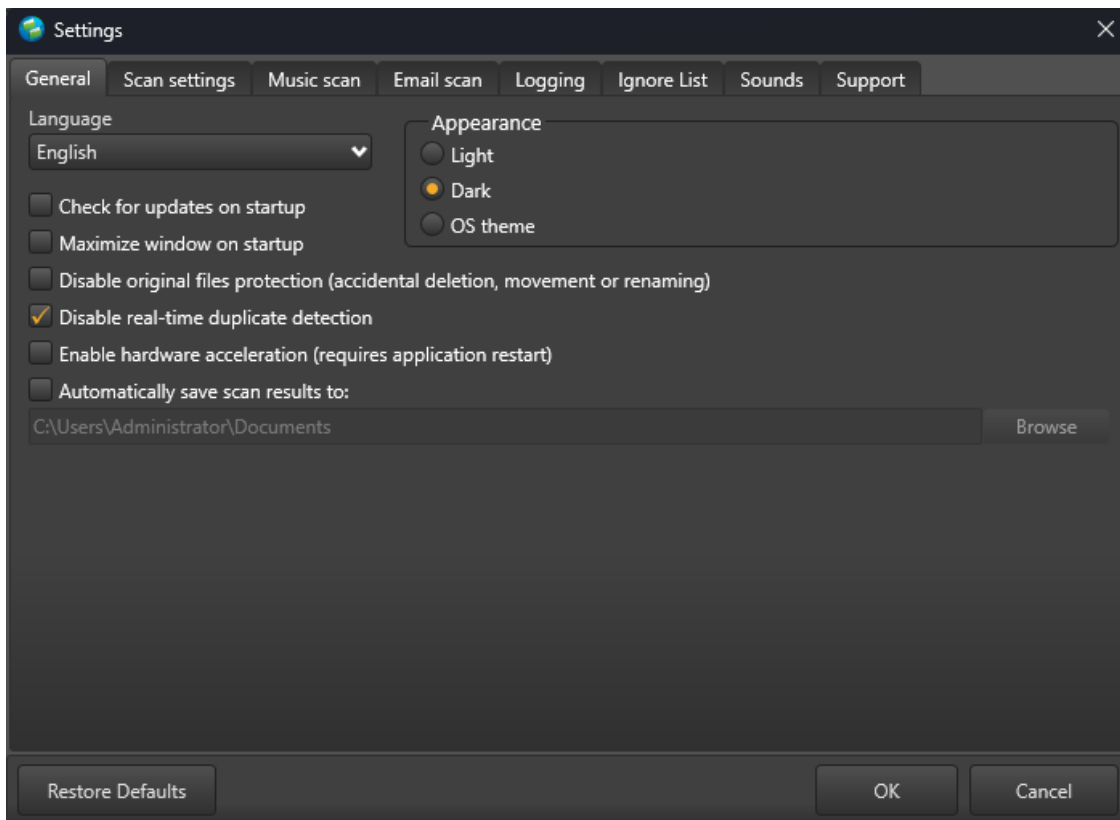 Settings
General Scan settings Music scan Email scan Logging Ignore List Sounds Support
Language
English
Appearance
Light
Dark
OS theme
Check for updates on startup
Maximize window on startup
Disable original files protection (accidental deletion, movement or renaming)
Disable real-time duplicate detection
Enable hardware acceleration (requires application restart)
Automatically save scan results to:
C:\Users\Administrator\Documents Browse
Restore Defaults OK Cancel